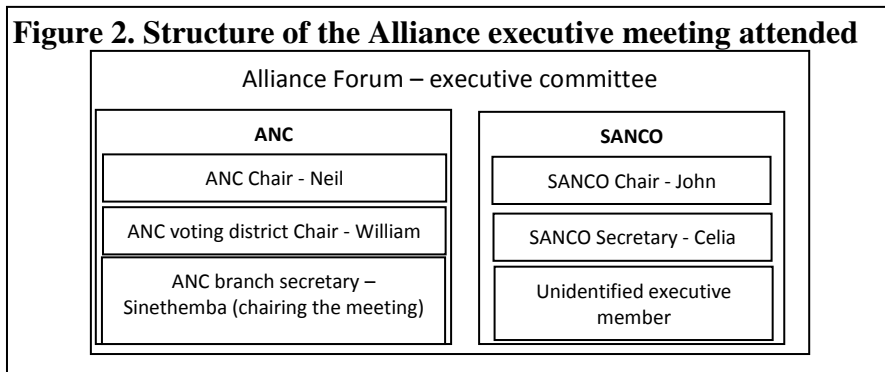 Figure 2. Structure of the Alliance executive meeting attended
Alliance Forum – executive committee
ANC
ANC Chair - Neil
ANC voting district Chair - William
ANC branch secretary –
Sinethemba (chairing the meeting)
SANCO
SANCO Chair - John
SANCO Secretary - Celia
Unidentified executive
member